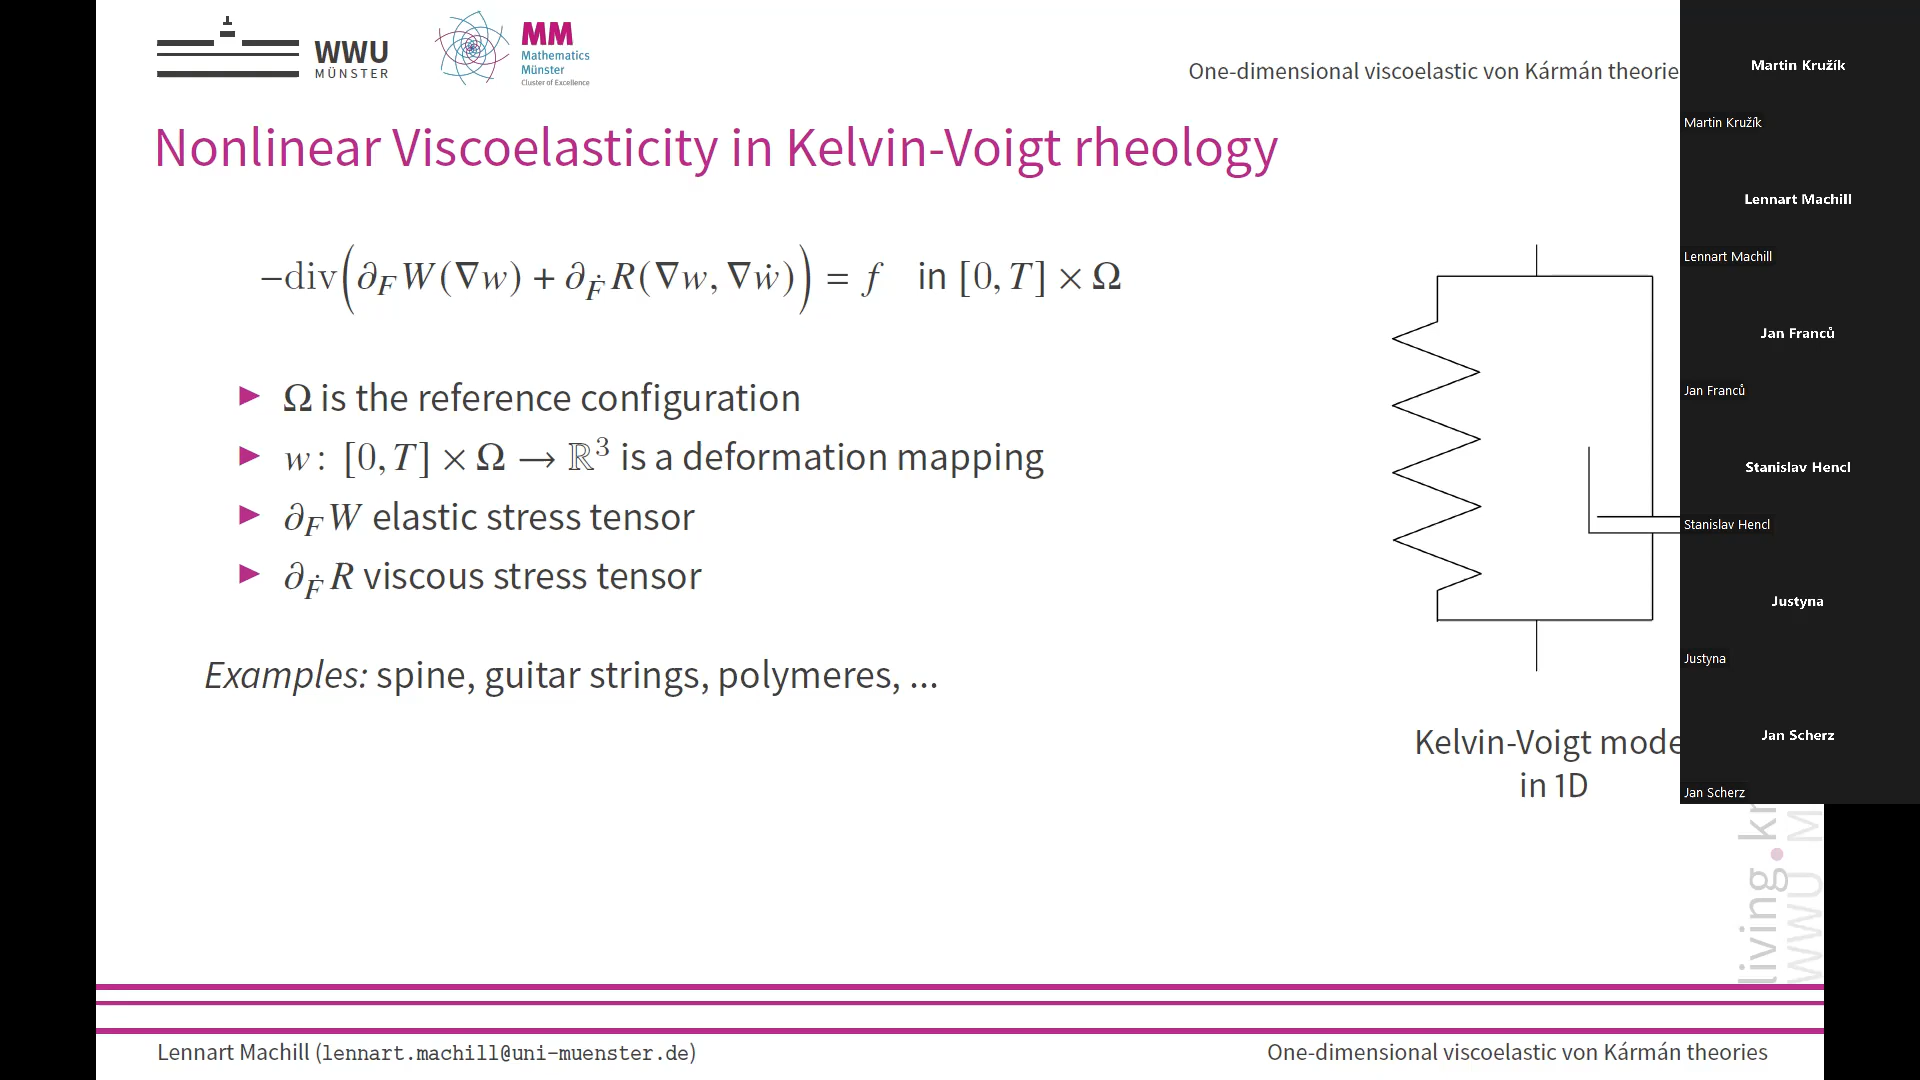 WWU
MÜNSTER
MM
Mathematics
Münster
Cluster of Excellence
One-dimensional viscoelastic von Kármán theorie
Nonlinear Viscoelasticity in Kelvin-Voigt rheology
−div(∂_F W(∇w) + ∂_Ḟ R(∇w, ∇ẇ)) = f in [0, T] × Ω
▶ Ω is the reference configuration
▶ w: [0, T] × Ω → ℝ³ is a deformation mapping
▶ ∂_F W elastic stress tensor
▶ ∂_Ḟ R viscous stress tensor
Examples: spine, guitar strings, polymeres, ...
Kelvin-Voigt mode
in 1D
Martin Kružík
Martin Kružík
Lennart Machill
Lennart Machill
Jan Franců
Jan Franců
Stanislav Hencl
Stanislav Hencl
Justyna
Justyna
Jan Scherz
Jan Scherz
living
WWU M
Lennart Machill (lennart.machill@uni-muenster.de)
One-dimensional viscoelastic von Kármán theories